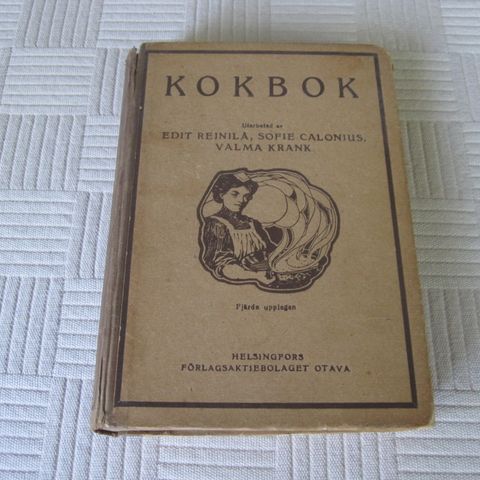 KOKBOK
Utarbetad av
EDIT REINILÄ, SOFIE CALONIUS,
VALMA KRANK
Fjärde upplagan
HELSINGFORS
FÖRLAGSAKTIEBOLAGET OTAVA